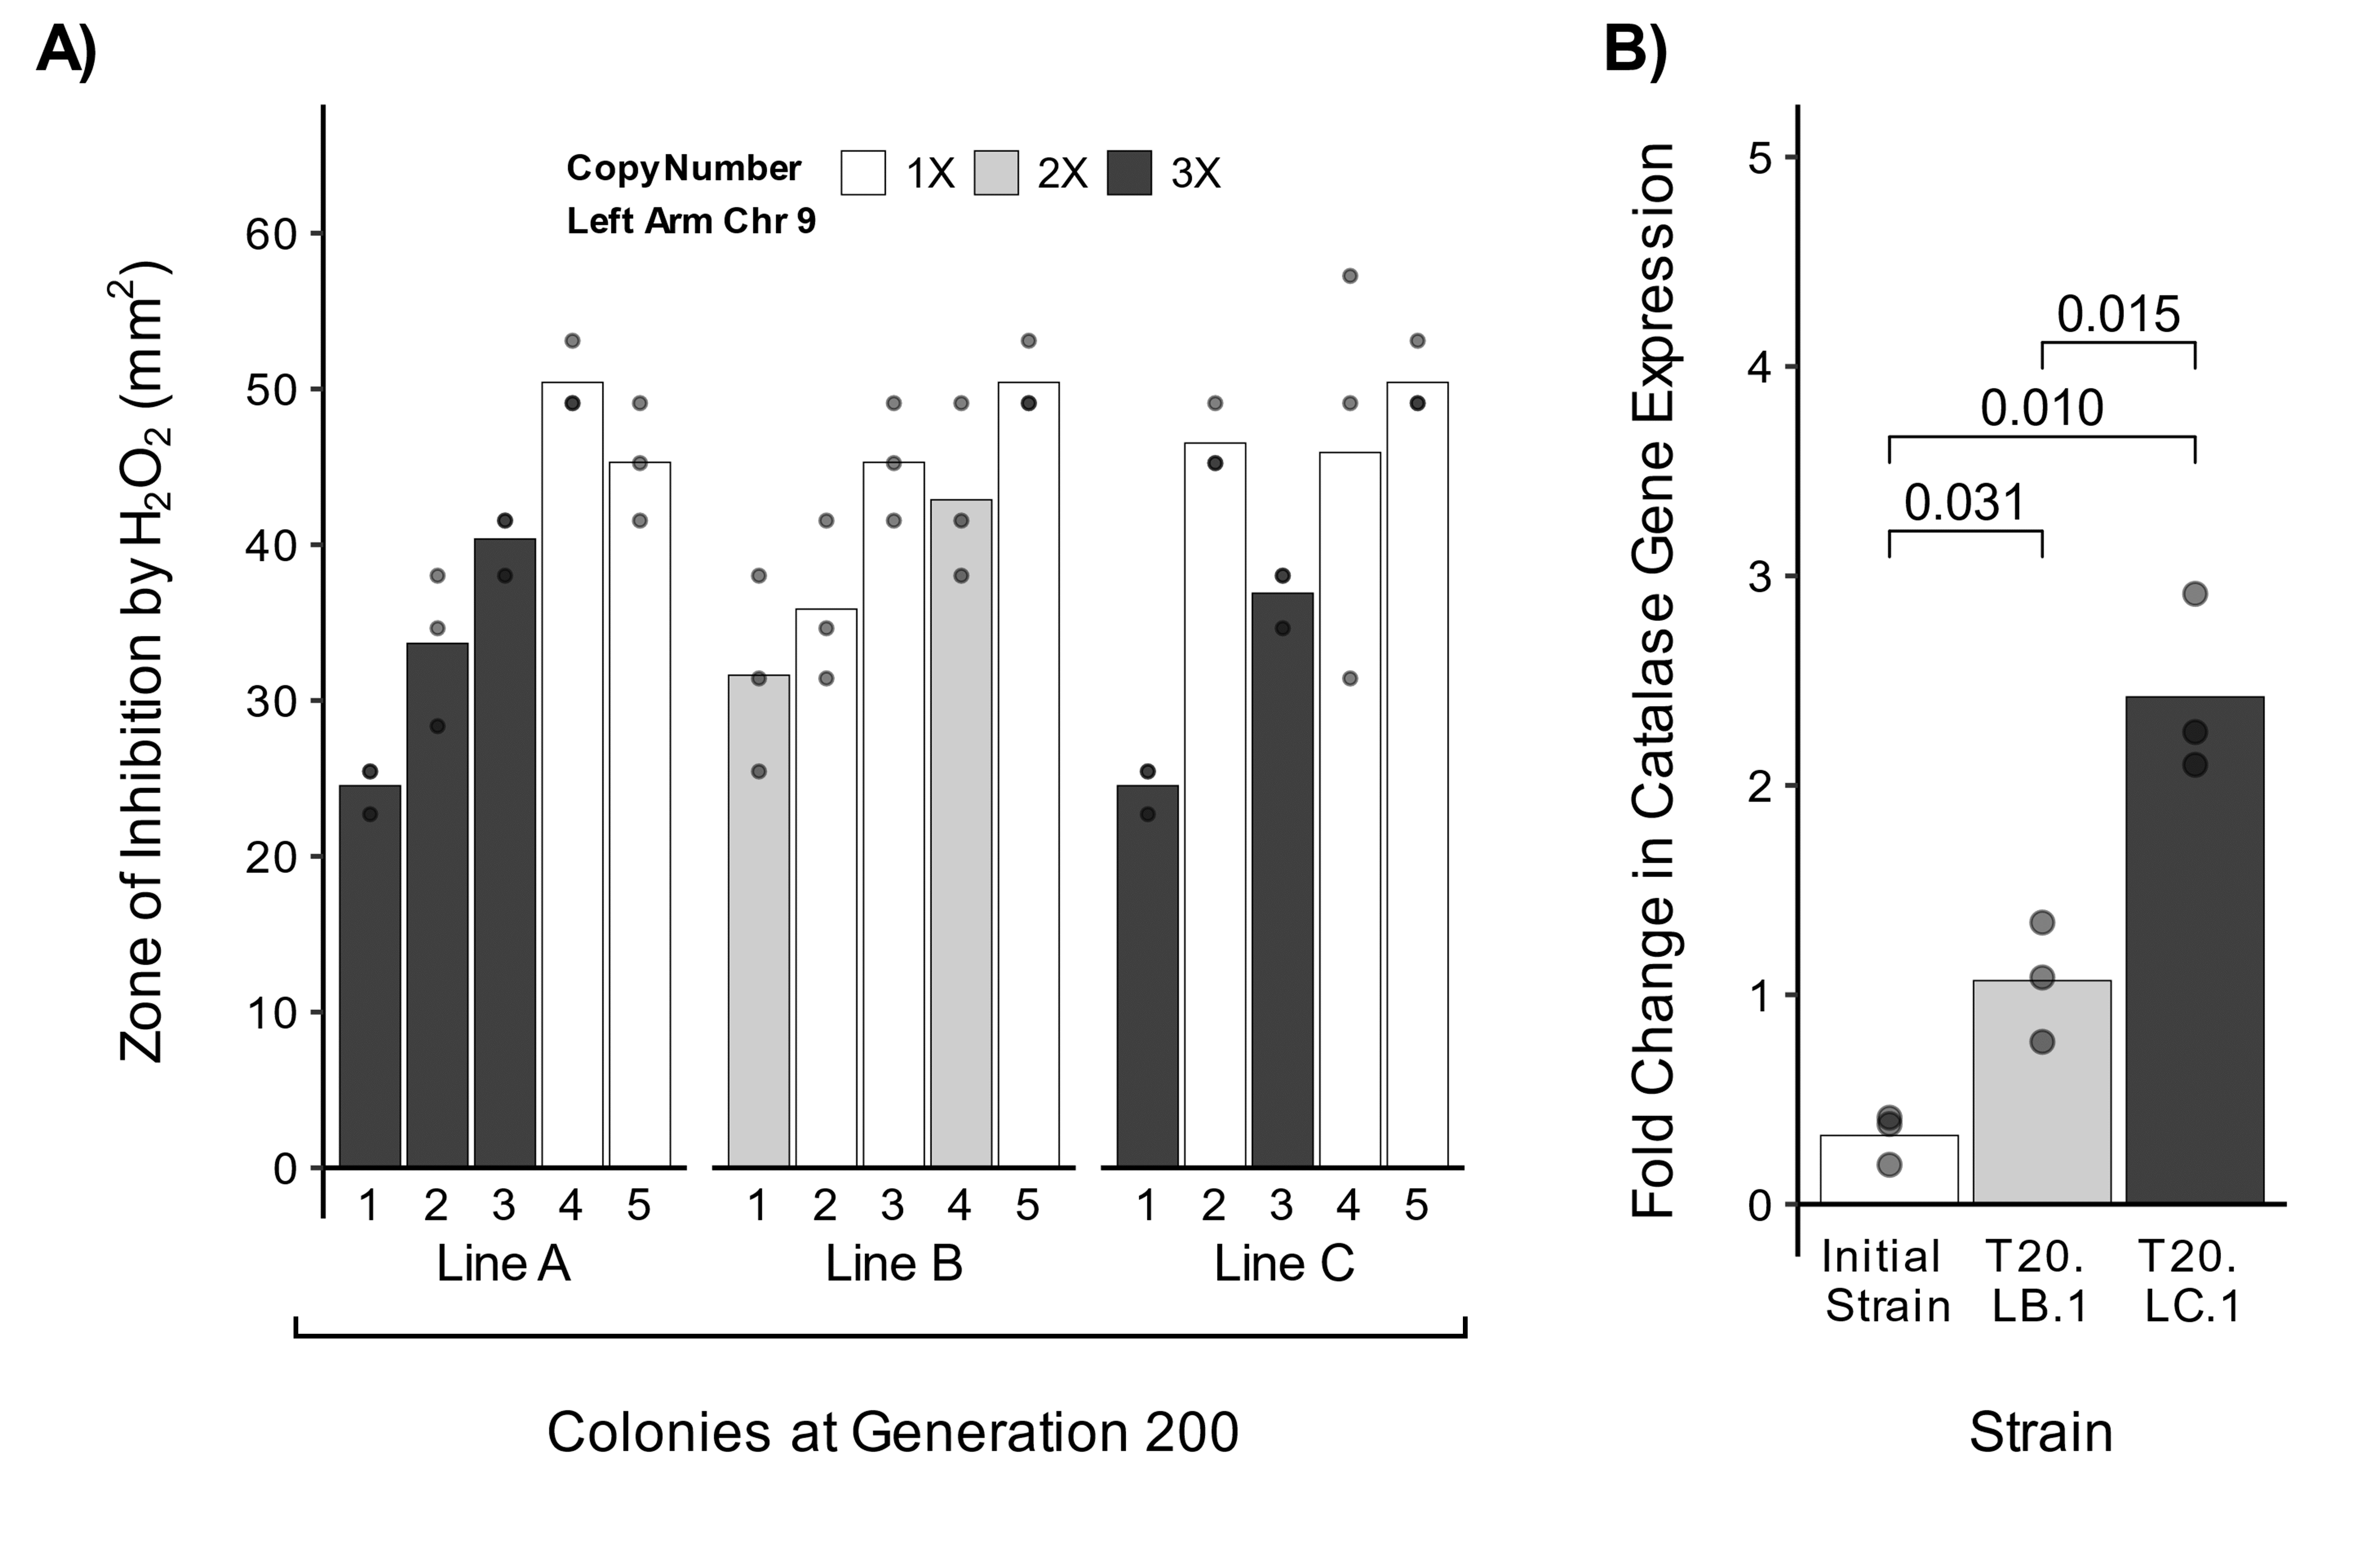 A)
Zone of Inhibition by H₂O₂ (mm²)
60
50
40
30
20
10
0
CopyNumber
Left Arm Chr 9
1X 2X 3X
1 2 3 4 5
Line A
1 2 3 4 5
Line B
1 2 3 4 5
Line C
Colonies at Generation 200
B)
Fold Change in Catalase Gene Expression
5
4
3
2
1
0
0.015
0.010
0.031
Initial
Strain
T20.
LB.1
T20.
LC.1
Strain